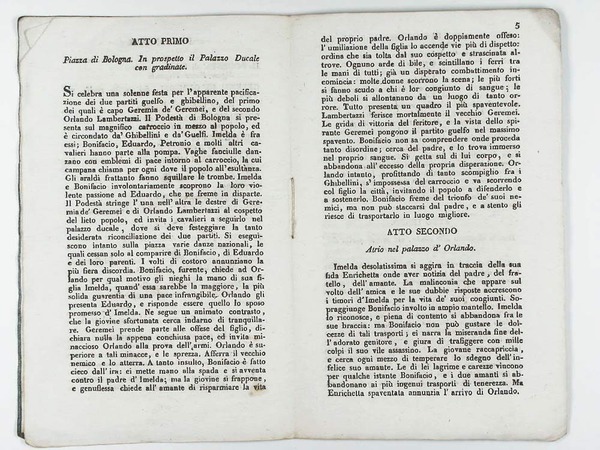 ATTO PRIMO
Piazza di Bologna. In prospetto il Palazzo Ducale
con gradinate.
Si celebra una solenne festa per l'apparente pacifica-
zione dei due partiti guelfo e ghibellino, del primo
dei quali è capo Geremia de' Geremei, e del secondo
Orlando Lambertazzi. Il Podestà di Bologna si pre-
senta sul magnifico carroccio in mezzo al popolo, ed
è circondato da' Ghibellini e da' Guelfi. Imelda è fra
essi; Bonifacio, Eduardo, Petronio e molti altri ca-
valieri hanno parte alla pompa. Vaghe fanciulle dan-
zano con emblemi di pace intorno al carroccio, la cui
campana chiama per ogni dove il popolo all'esultanza.
Gli araldi frattanto fanno squillare le trombe. Imelda
e Bonifacio involontariamente scoprono la loro vio-
lente passione ad Eduardo, che ne freme in disparte.
Il Podestà stringe l'una nell'altra le destre di Gere-
mia de' Geremei e di Orlando Lambertazzi al cospetto
del lieto popolo, ed invita i cavalieri a seguirlo nel
palazzo ducale, dove si deve festeggiare la tanto
desiderata riconciliazione dei due partiti. Si esegui-
scono intanto sulla piazza varie danze nazionali, le
quali cessan solo al comparire di Bonifacio, di Eduardo
e dei loro parenti. I volti di costoro annunziano la
più fiera discordia. Bonifacio, furente, chiede ad Or-
lando per qual motivo gli nieghi la mano di sua fi-
glia Imelda, quand'essa sarebbe la maggiore, la più
solida guarentia di una pace infrangibile. Orlando gli
presenta Eduardo, e risponde essere quello lo sposo
promesso d'Imelda. Ne segue un animato contrasto,
che la giovine sfortunata cerca indarno di tranquilla-
re. Geremei prende parte alle offese del figlio, di-
chiara nulla la appena conchiusa pace, ed invita mi-
naccioso Orlando alla prova dell'armi. Orlando è su-
periore a tali minacce, e le sprezza. Afferra il vecchio
nemico e lo atterra. A tanto insulto, Bonifacio è fatto
cieco dall'ira: ei mette mano alla spada e si avventa
contro il padre d'Imelda; ma la giovine si frappone,
e genuflessa chiede all'amante di risparmiare la vita
5
del proprio padre. Orlando è doppiamente offeso:
l'umiliazione della figlia lo accende vie più di dispetto:
ordina che sia tolta dal suo cospetto e strascinata al-
trove. Ognuno arde di bile, e scintillano i ferri tra
le mani di tutti; già un disperato combattimento in-
comincia: molte donne scorrono la scena; le più forti
si fanno scudo a chi è lor congiunto di sangue; le
più deboli si allontanano da un luogo di tanto or-
rore. Tutto presenta un quadro il più spaventevole.
Lambertazzi ferisce mortalmente il vecchio Geremei.
Le grida di vittoria del feritore, e la vista dello spi-
rante Geremei pongono il partito guelfo nel massimo
spavento. Bonifacio non sa comprendere onde proceda
tanto disordine; cerca del padre, e lo trova immerso
nel proprio sangue. Si getta sul di lui corpo, e si
abbandona all'eccesso della propria disperazione. Or-
lando intanto, profittando di tanto scompiglio fra i
Ghibellini, s'impossessa del carroccio e va scorrendo
col figlio la città, invitando il popolo a difenderlo e
a sostenerlo. Bonifacio freme del trionfo de' suoi ne-
mici, ma non può staccarsi dal padre, e a stento gli
riesce di trasportarlo in luogo migliore.
ATTO SECONDO
Atrio nel palazzo d'Orlando.
Imelda desolatissima si aggira in traccia della sua
fida Enrichetta onde aver notizia del padre, del fra-
tello, dell'amante. La malinconia che appare sul
volto dell'amica e le sue dubbie risposte accrescono
i timori d'Imelda per la vita de' suoi congiunti. So-
praggiunge Bonifacio involto in ampio mantello. Imelda
lo riconosce, e piena di contento si abbandona fra le
sue braccia: ma Bonifacio non può gustare le dolcez-
ze di tali trasporti; ei narra la miseranda fine del-
l'adorato genitore, e giura di trafiggere con mille
colpi il suo vile assassino. La giovane raccapriccia,
e cerca ogni mezzo di temperare lo sdegno dell'in-
felice suo amante. Le di lei lagrime e carezze vincono
per qualche istante Bonifacio, e i due amanti si ab-
bandonano ai più ingenui trasporti di tenerezza. Ma
Enrichetta spaventata annunzia l'arrivo di Orlando.